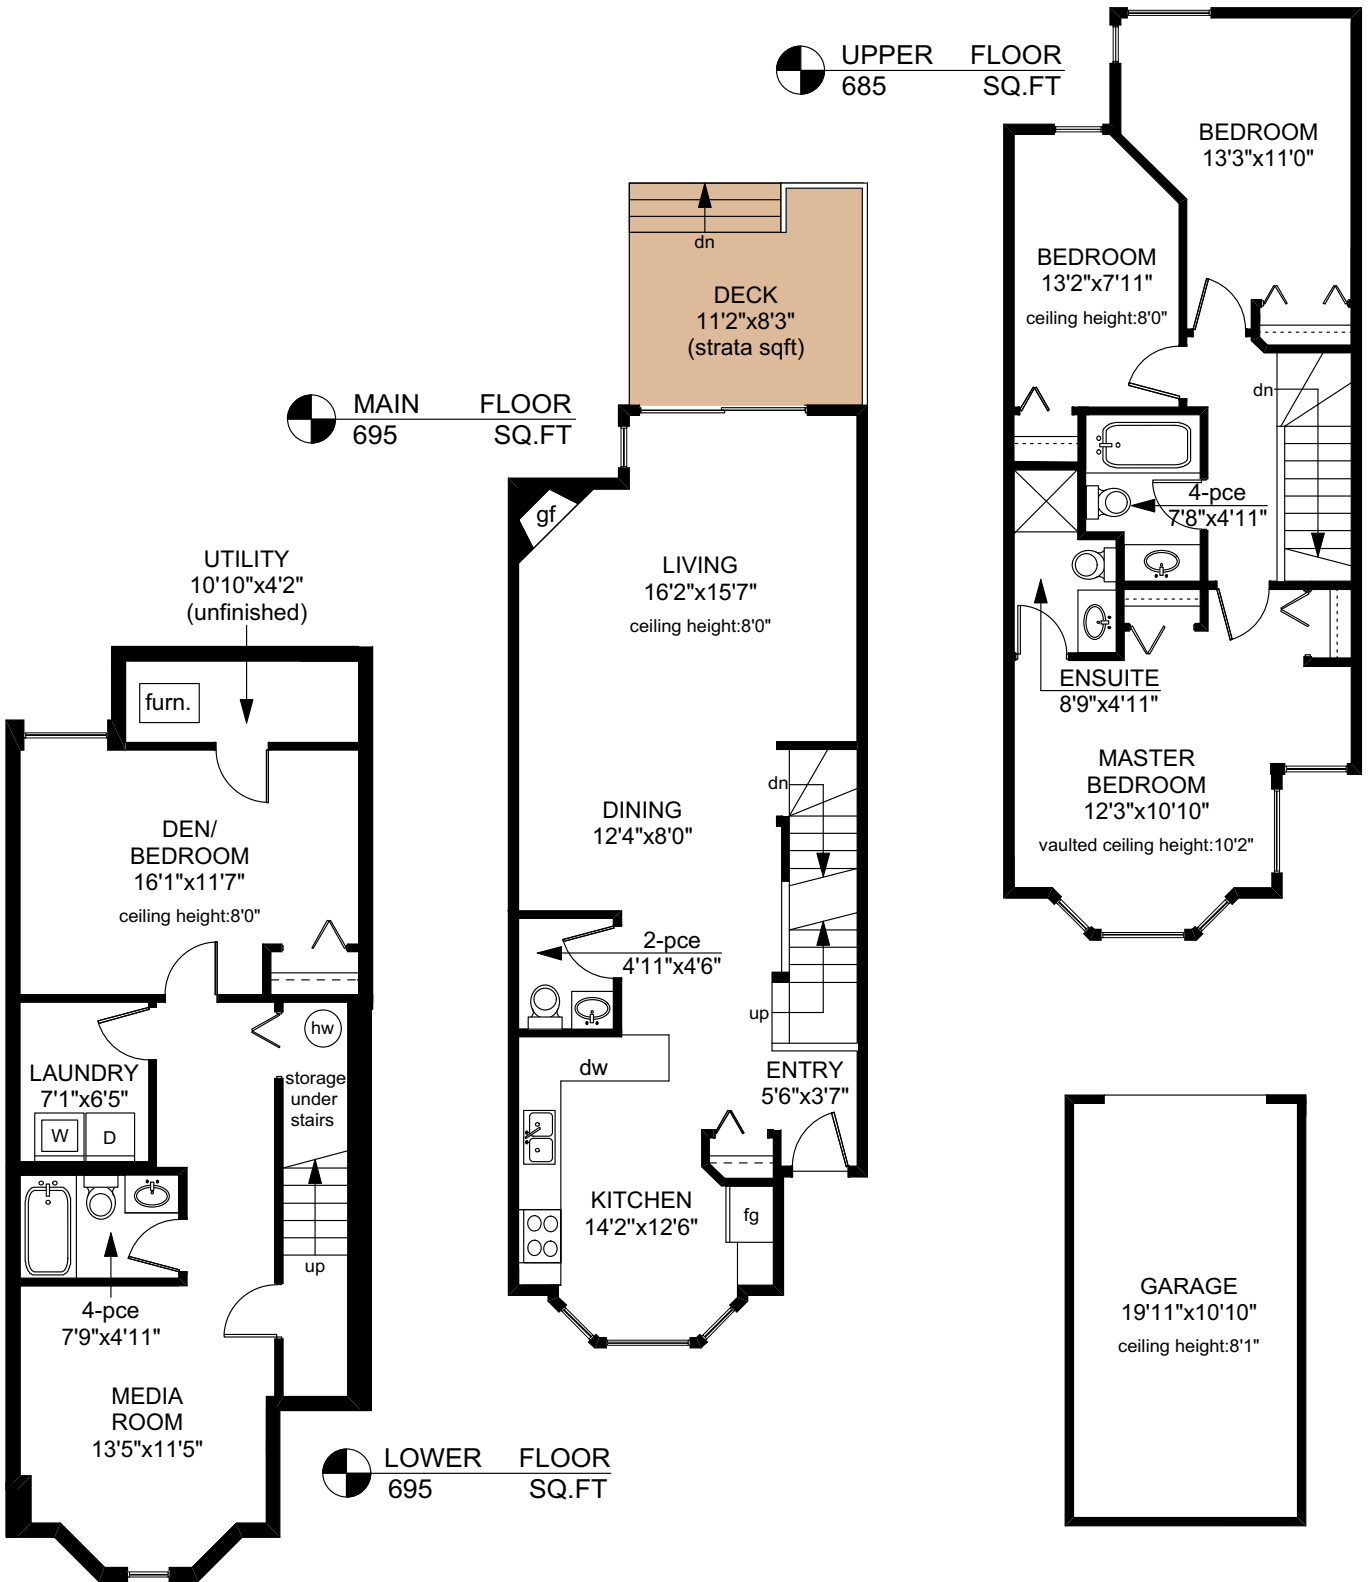 UPPER FLOOR
685 SQ.FT
BEDROOM
13'3"x11'0"
BEDROOM
13'2"x7'11"
ceiling height:8'0"
dn
4-pce
7'8"x4'11"
ENSUITE
8'9"x4'11"
MASTER
BEDROOM
12'3"x10'10"
vaulted ceiling height:10'2"
dn
DECK
11'2"x8'3"
(strata sqft)
MAIN FLOOR
695 SQ.FT
gf
LIVING
16'2"x15'7"
ceiling height:8'0"
dn
DINING
12'4"x8'0"
2-pce
4'11"x4'6"
up
dw
ENTRY
5'6"x3'7"
KITCHEN
14'2"x12'6"
fg
UTILITY
10'10"x4'2"
(unfinished)
furn.
DEN/
BEDROOM
16'1"x11'7"
ceiling height:8'0"
hw
LAUNDRY
7'1"x6'5"
storage
under
stairs
W
D
up
4-pce
7'9"x4'11"
MEDIA
ROOM
13'5"x11'5"
LOWER FLOOR
695 SQ.FT
GARAGE
19'11"x10'10"
ceiling height:8'1"